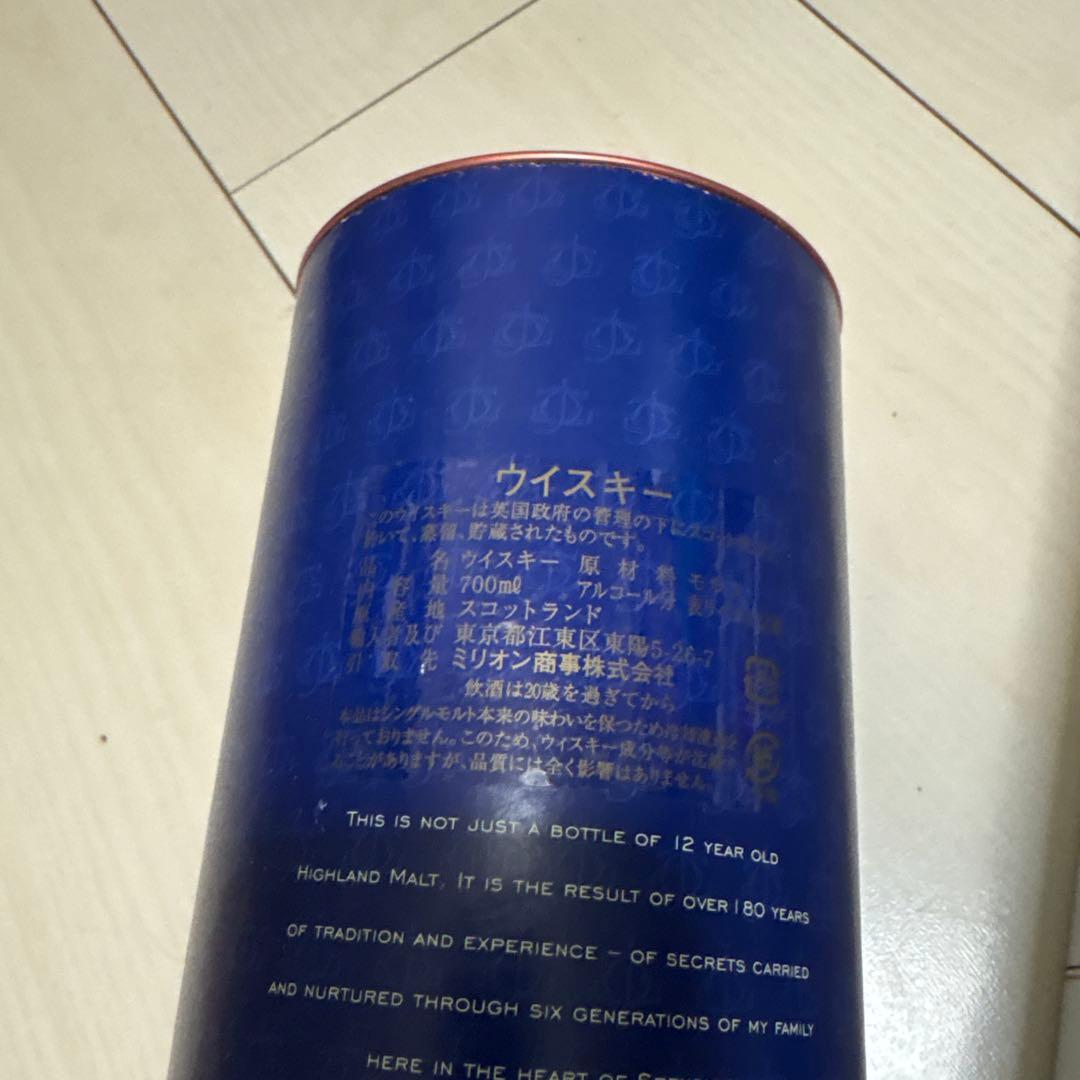 ウイスキー
このウイスキーは英国政府の管理の下にスコット
於いて、蒸留、貯蔵されたものです。
品 名 ウイスキー 原材料 モ
内容量 700mℓ アルコール分
原産地 スコットランド
輸入者及び 東京都江東区東陽5-26-7
引取先 ミリオン商事株式会社
飲酒は20歳を過ぎてから
本品はシングルモルト本来の味わいを保つため冷却濾過を
行っておりません。このため、ウィスキー成分等が沈澱
ることがありますが、品質には全く影響はありません。
THIS IS NOT JUST A BOTTLE OF 12 YEAR OLD
HIGHLAND MALT. IT IS THE RESULT OF OVER 180 YEARS
OF TRADITION AND EXPERIENCE – OF SECRETS CARRIED
AND NURTURED THROUGH SIX GENERATIONS OF MY FAMILY
HERE IN THE HEART OF